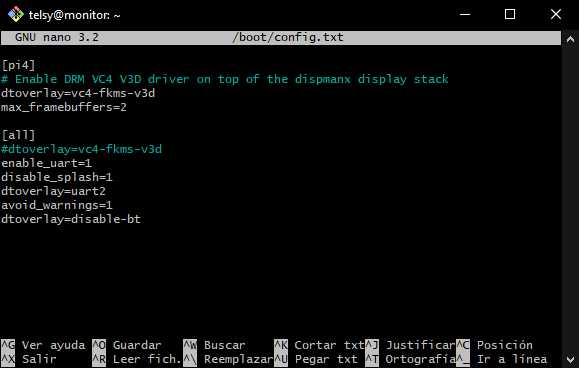 telsy@monitor: ~
GNU nano 3.2 /boot/config.txt
[pi4]
# Enable DRM VC4 V3D driver on top of the dispmanx display stack
dtoverlay=vc4-fkms-v3d
max_framebuffers=2
[all]
#dtoverlay=vc4-fkms-v3d
enable_uart=1
disable_splash=1
dtoverlay=uart2
avoid_warnings=1
dtoverlay=disable-bt
^G Ver ayuda ^O Guardar ^W Buscar ^K Cortar txt^J Justificar^C Posición
^X Salir ^R Leer fich.^\ Reemplazar^U Pegar txt ^T Ortografía^_ Ir a línea